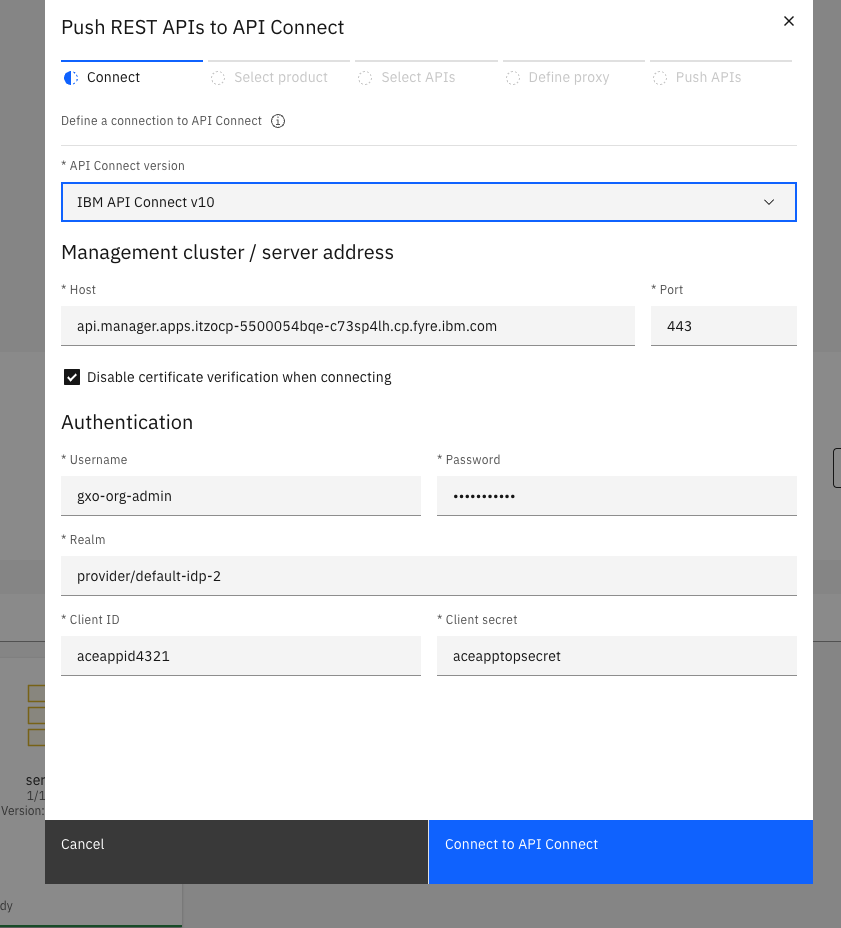 Push REST APIs to API Connect
Connect
Select product
Select APIs
Define proxy
Push APIs
Define a connection to API Connect
* API Connect version
IBM API Connect v10
Management cluster / server address
* Host
* Port
api.manager.apps.itzocp-5500054bqe-c73sp4lh.cp.fyre.ibm.com
443
Disable certificate verification when connecting
Authentication
* Username
* Password
gxo-org-admin
•••••••••••
* Realm
provider/default-idp-2
* Client ID
* Client secret
aceappid4321
aceapptopsecret
ser
1/1
Version:
Cancel
Connect to API Connect
dy